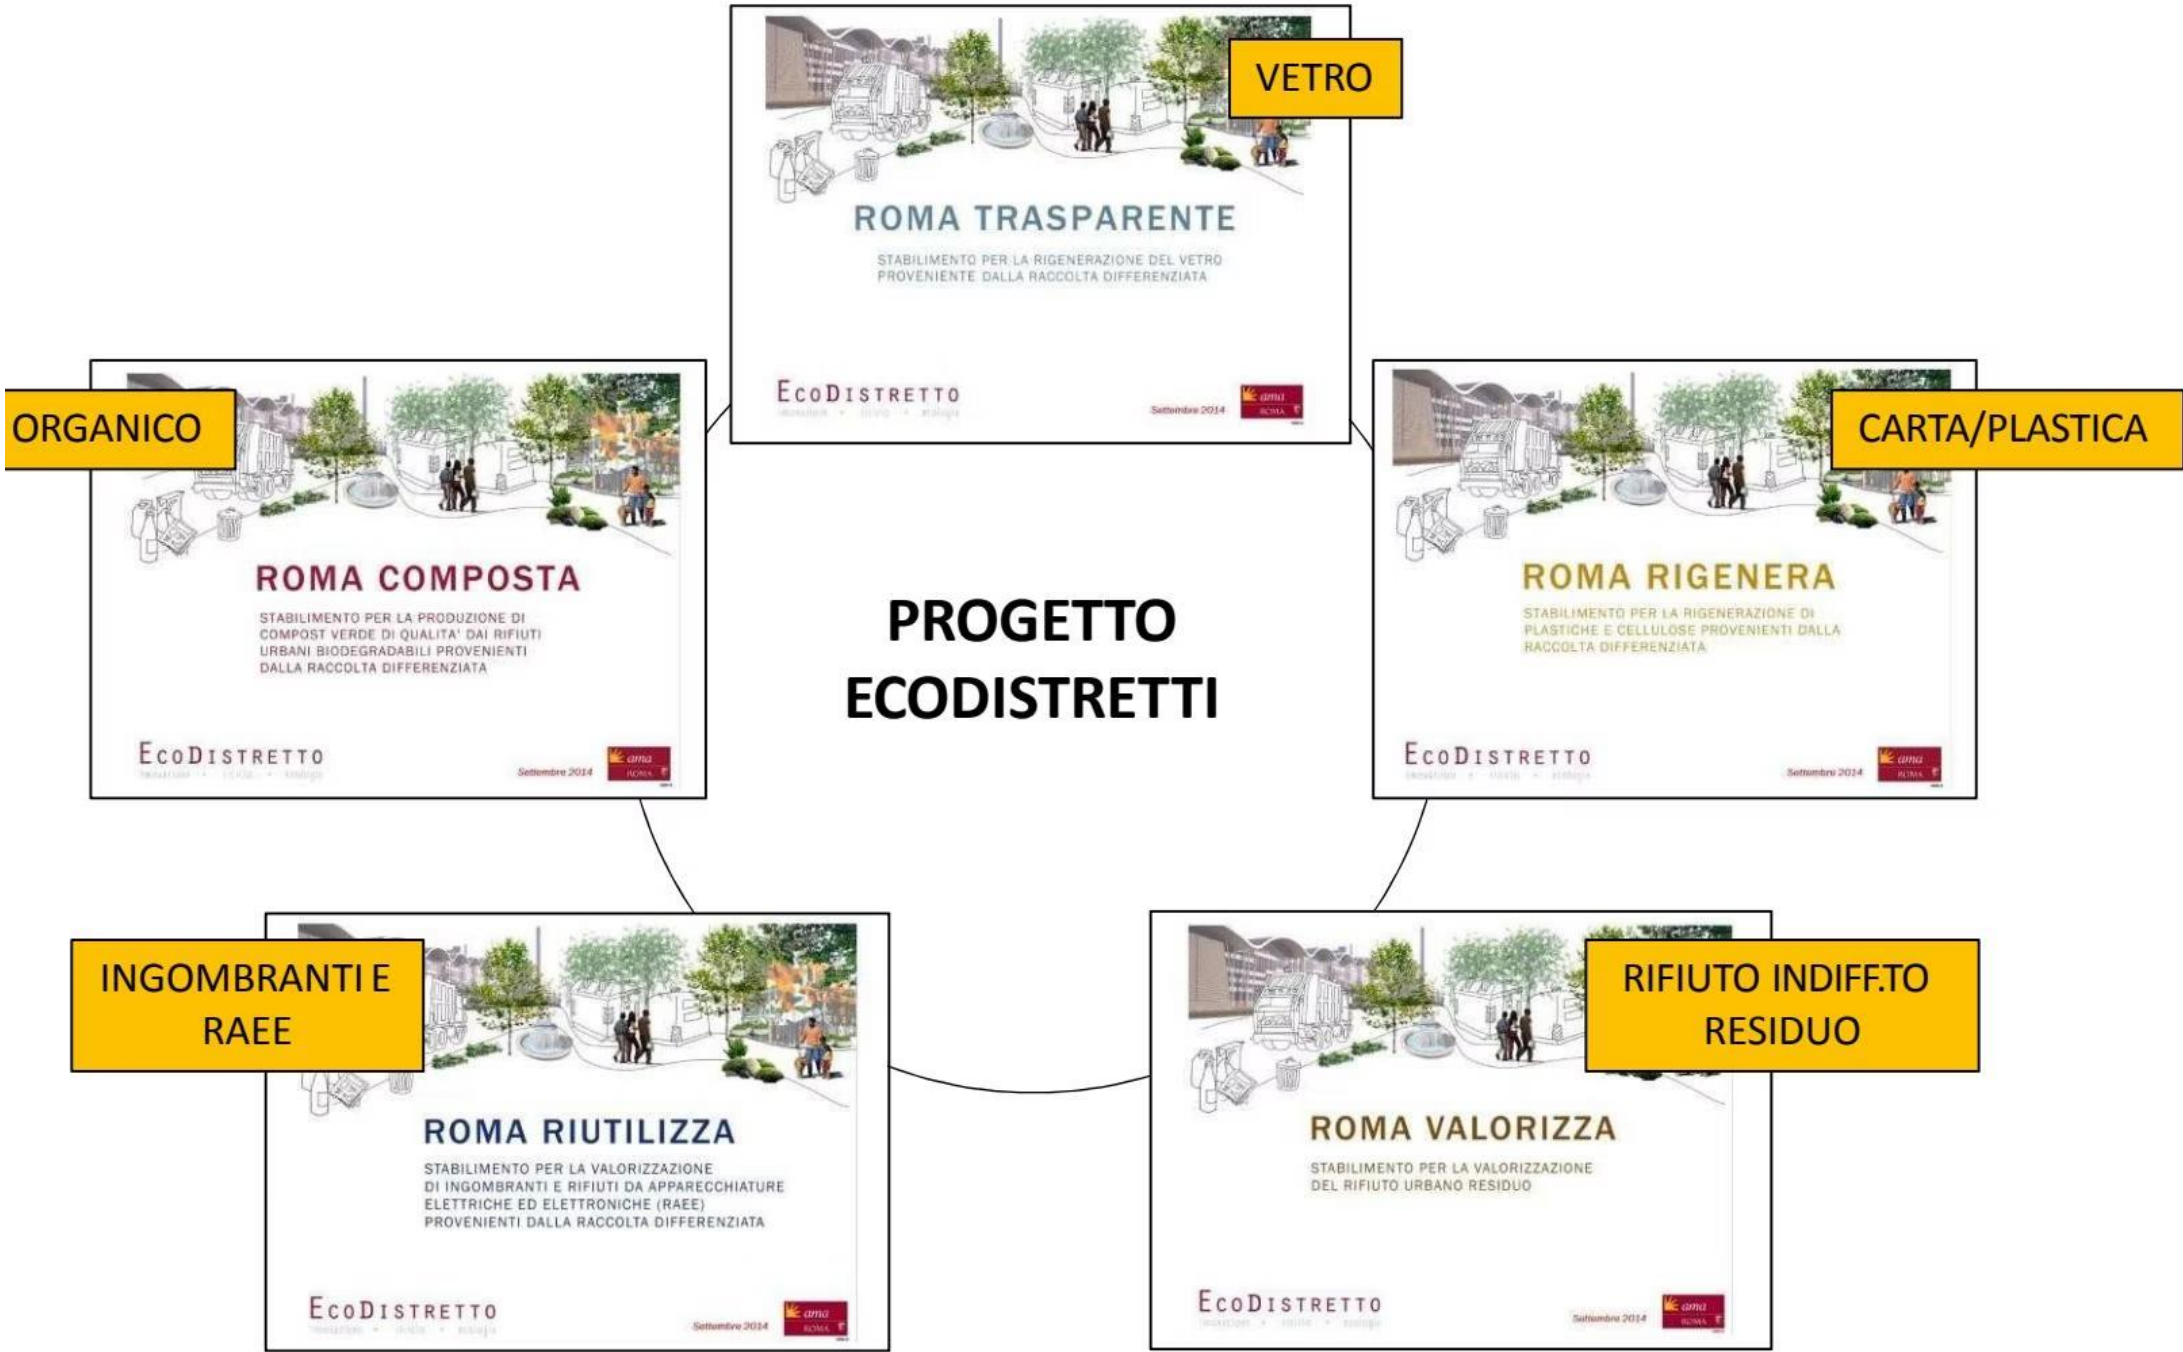 VETRO
ROMA TRASPARENTE
STABILIMENTO PER LA RIGENERAZIONE DEL VETRO
PROVENIENTE DALLA RACCOLTA DIFFERENZIATA
ECODISTRETTO
Settembre 2014
ama
ROMA
ORGANICO
ROMA COMPOSTA
STABILIMENTO PER LA PRODUZIONE DI
COMPOST VERDE DI QUALITA' DAI RIFIUTI
URBANI BIODEGRADABILI PROVENIENTI
DALLA RACCOLTA DIFFERENZIATA
ECODISTRETTO
Settembre 2014
ama
ROMA
PROGETTO
ECODISTRETTI
CARTA/PLASTICA
ROMA RIGENERA
STABILIMENTO PER LA RIGENERAZIONE DI
PLASTICHE E CELLULOSE PROVENIENTI DALLA
RACCOLTA DIFFERENZIATA
ECODISTRETTO
Settembre 2014
ama
ROMA
INGOMBRANTI E
RAEE
ROMA RIUTILIZZA
STABILIMENTO PER LA VALORIZZAZIONE
DI INGOMBRANTI E RIFIUTI DA APPARECCHIATURE
ELETTRICHE ED ELETTRONICHE (RAEE)
PROVENIENTI DALLA RACCOLTA DIFFERENZIATA
ECODISTRETTO
Settembre 2014
ama
ROMA
RIFIUTO INDIFF.TO
RESIDUO
ROMA VALORIZZA
STABILIMENTO PER LA VALORIZZAZIONE
DEL RIFIUTO URBANO RESIDUO
ECODISTRETTO
Settembre 2014
ama
ROMA